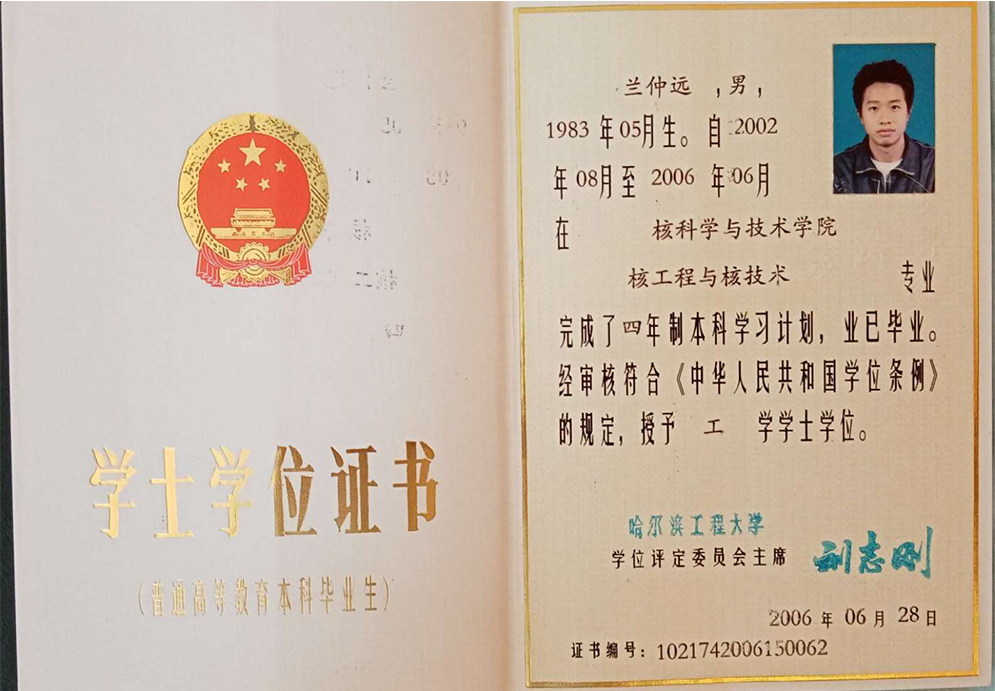 学士学位证书
(普通高等教育本科毕业生)
兰仲远 ,男,
1983 年 05月生。自 2002
年 08月至 2006 年 06月
在 核科学与技术学院
核工程与核技术 专业
完成了四年制本科学习计划,业已毕业。
经审核符合《中华人民共和国学位条例》
的规定,授予 工 学学士学位。
哈尔滨工程大学
学位评定委员会主席 刘志刚
2006 年 06 月 28 日
证书编号:1021742006150062